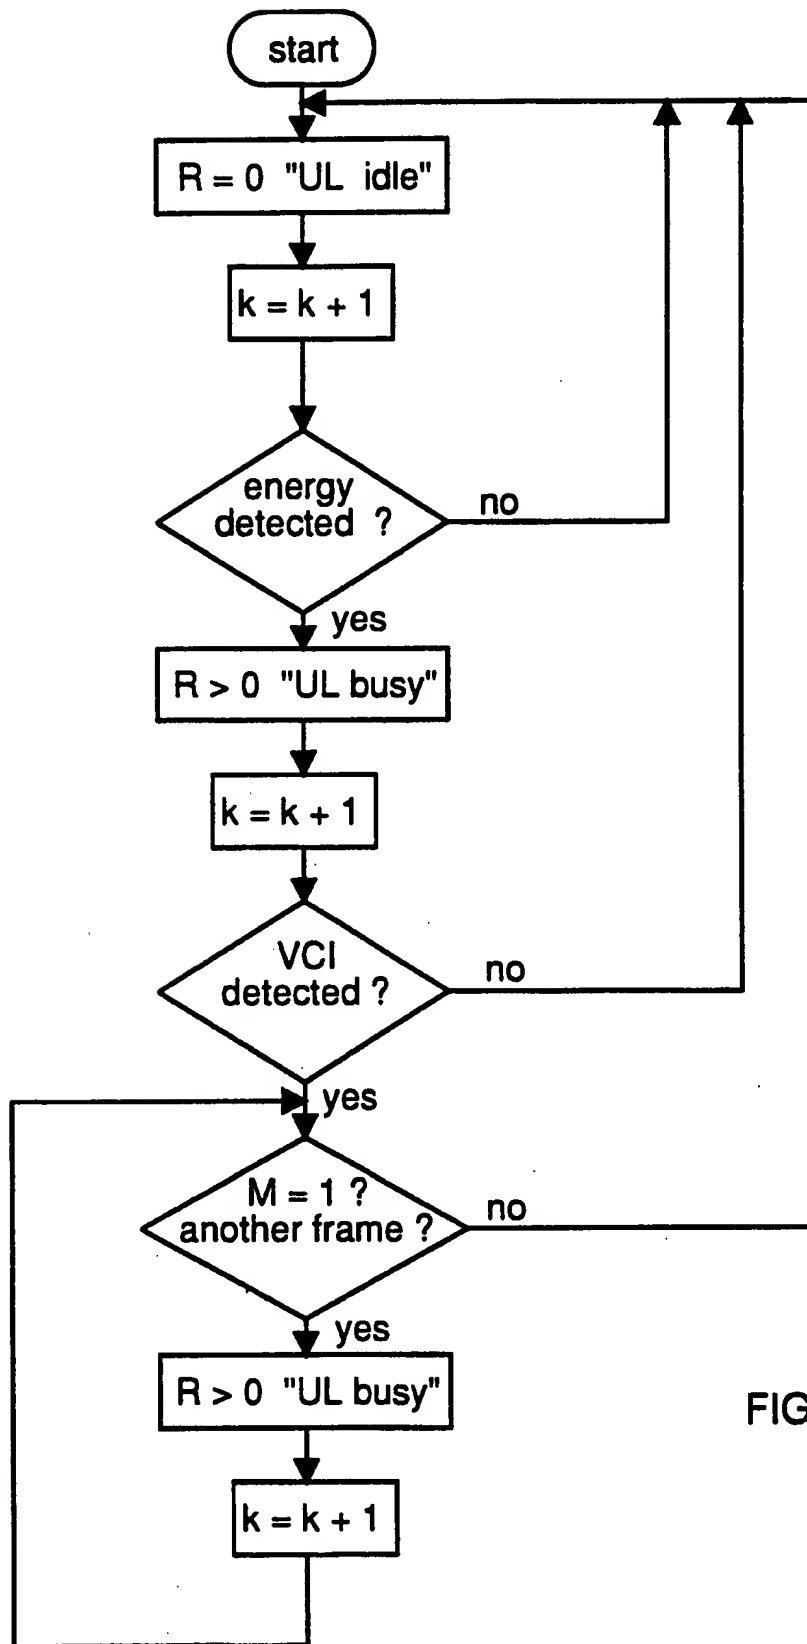 start
R = 0 "UL idle"
k = k + 1
energy
detected ?
no
yes
R > 0 "UL busy"
k = k + 1
VCI
detected ?
no
yes
M = 1 ?
another frame ?
no
yes
R > 0 "UL busy"
FIG
k = k + 1